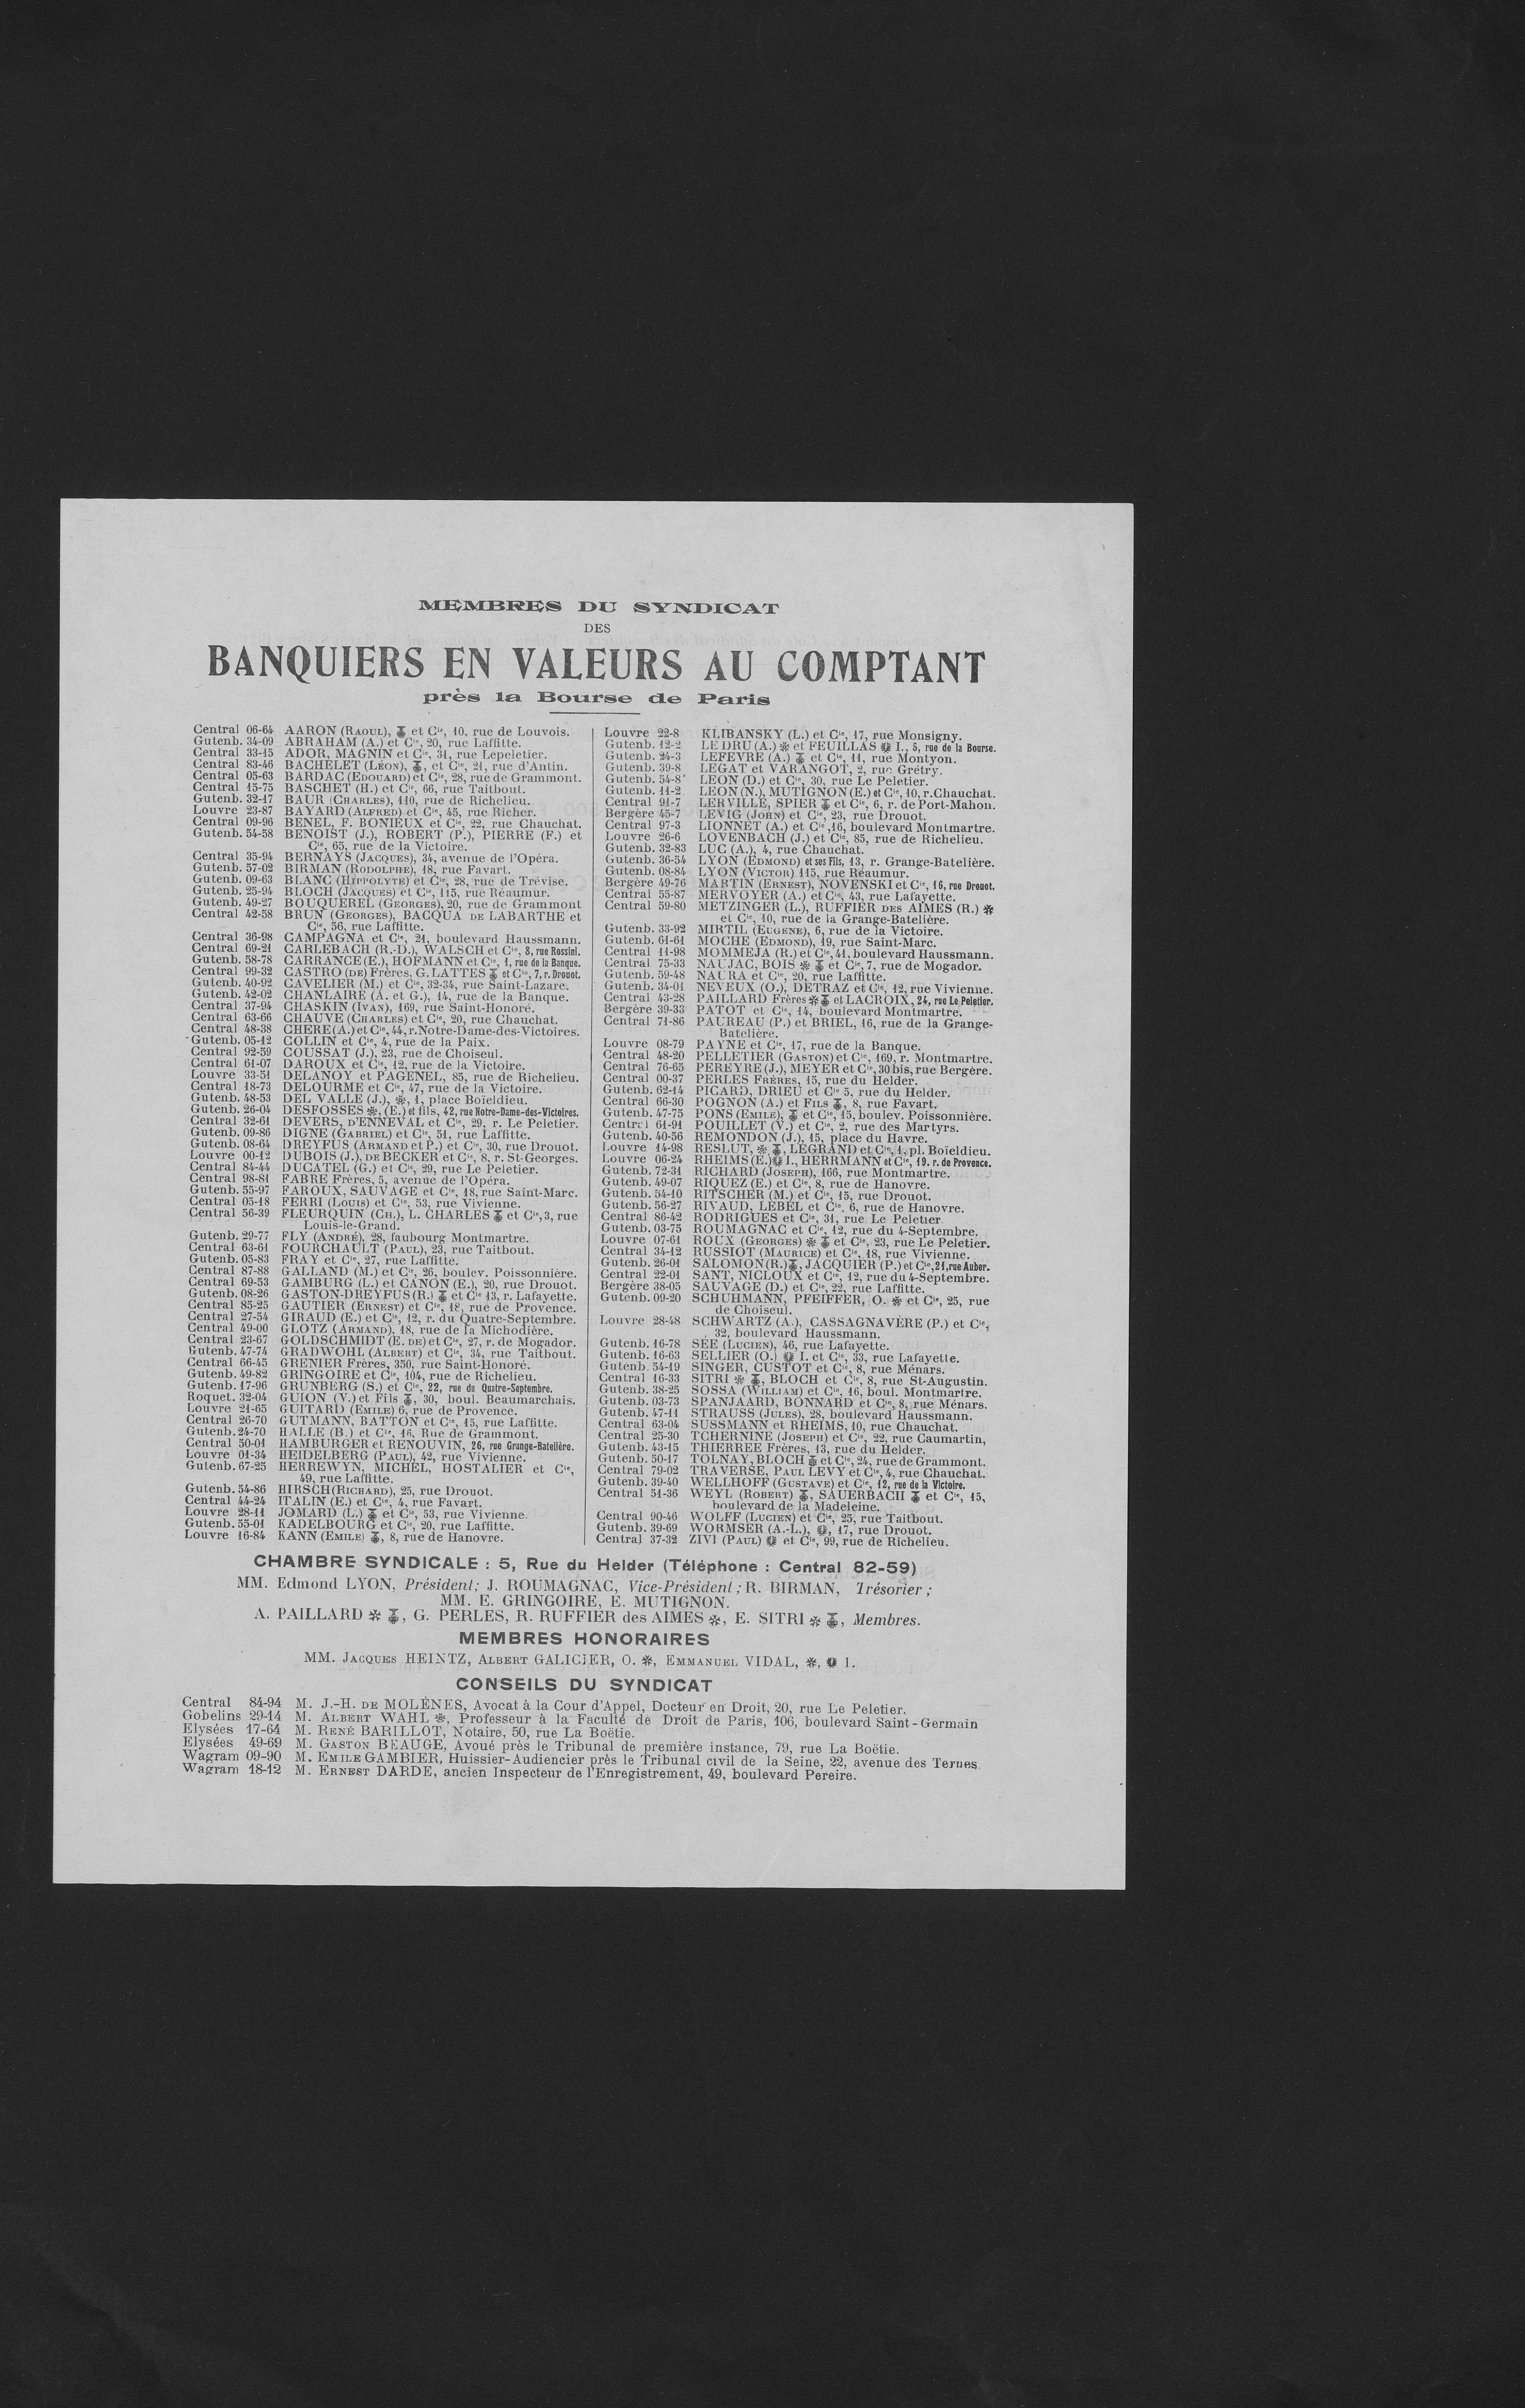 MEMBRES DU SYNDICAT
DES
BANQUIERS EN VALEURS AU COMPTANT
près la Bourse de Paris
Central 06-64 AARON (RAOUL), et Cie, 10, rue de Louvois.
Gutenb. 34-09 ABRAHAM (A.) et Cie, 20, rue Laffitte.
Central 33-15 ADOR, MAGNIN et Cie, 31, rue Lepeletier.
Central 83-46 BACHELET (LÉON), et Cie, 21, rue d'Antin.
Central 05-63 BARDAC (EDOUARD) et Cie, 28, rue de Grammont.
Central 15-75 BASCHET (H.) et Cie, 66, rue Taitbout.
Gutenb. 32-17 BAUR (CHARLES), 110, rue de Richelieu.
Louvre 23-87 BAYARD (ALFRED) et Cie, 45, rue Richer.
Central 09-96 BENEL, F. BONIEUX et Cie, 22, rue Chauchat.
Gutenb. 54-58 BENOIST (J.), ROBERT (P.), PIERRE (F.) et
Cie, 65, rue de la Victoire.
Central 35-94 BERNAYS (JACQUES), 34, avenue de l'Opéra.
Gutenb. 57-02 BIRMAN (RODOLPHE), 18, rue Favart.
Gutenb. 09-63 BLANC (HIPPOLYTE) et Cie, 28, rue de Trévise.
Gutenb. 25-94 BLOCH (JACQUES) et Cie, 115, rue Réaumur.
Gutenb. 49-27 BOUQUEREL (GEORGES), 20, rue de Grammont
Central 42-58 BRUN (GEORGES), BACQUA DE LABARTHE et
Cie, 56, rue Laffitte.
Central 36-98 CAMPAGNA et Cie, 21, boulevard Haussmann.
Central 69-21 CARLEBACH (R.-D.), WALSCH et Cie, 8, rue Rossini.
Gutenb. 58-78 CARRANCE (E.), HOFMANN et Cie, 1, rue de la Banque.
Central 99-32 CASTRO (DE) Frères, G. LATTES et Cie, 7, r. Drouot.
Gutenb. 40-92 CAVELIER (M.) et Cie, 32-34, rue Saint-Lazare.
Gutenb. 42-02 CHANLAIRE (A. et G.), 14, rue de la Banque.
Central 37-94 CHASKIN (IVAN), 169, rue Saint-Honoré.
Central 63-66 CHAUVE (CHARLES) et Cie, 20, rue Chauchat.
Central 48-38 CHERE (A.) et Cie, 44, r. Notre-Dame-des-Victoires.
Gutenb. 05-12 COLLIN et Cie, 4, rue de la Paix.
Central 92-59 COUSSAT (J.), 23, rue de Choiseul.
Central 61-07 DAROUX et Cie, 12, rue de la Victoire.
Louvre 33-51 DELANOY et PAGENEL, 85, rue de Richelieu.
Central 18-73 DELOURME et Cie, 47, rue de la Victoire.
Gutenb. 48-53 DEL VALLE (J.), ※, 1, place Boïeldieu.
Gutenb. 26-04 DESFOSSES ※, (E.) et fils, 42, rue Notre-Dame-des-Victoires.
Central 32-61 DEVERS, D'ENNEVAL et Cie, 29, r. Le Peletier.
Gutenb. 09-86 DIGNE (GABRIEL) et Cie, 51, rue Laffitte.
Gutenb. 08-64 DREYFUS (ARMAND et P.) et Cie, 30, rue Drouot.
Louvre 00-12 DUBOIS (J.), DE BECKER et Cie, 8, r. St-Georges.
Central 84-44 DUCATEL (G.) et Cie, 29, rue Le Peletier.
Central 98-81 FABRE Frères, 5, avenue de l'Opéra.
Gutenb. 55-97 FAROUX, SAUVAGE et Cie, 18, rue Saint-Marc.
Central 05-18 FERRI (LOUIS) et Cie, 53, rue Vivienne.
Central 56-39 FLEURQUIN (CH.), L. CHARLES et Cie, 3, rue
Louis-le-Grand.
Gutenb. 29-77 FLY (ANDRÉ), 28, faubourg Montmartre.
Central 63-61 FOURCHAULT (PAUL), 23, rue Taitbout.
Gutenb. 05-83 FRAY et Cie, 27, rue Laffitte.
Central 87-88 GALLAND (M.) et Cie, 26, boulev. Poissonnière.
Central 69-53 GAMBURG (L.) et CANON (E.), 20, rue Drouot.
Gutenb. 08-26 GASTON-DREYFUS (R.) et Cie 13, r. Lafayette.
Central 85-25 GAUTIER (ERNEST) et Cie, 18, rue de Provence.
Central 27-54 GIRAUD (E.) et Cie, 12, r. du Quatre-Septembre.
Central 49-00 GLOTZ (ARMAND), 18, rue de la Michodière.
Central 23-67 GOLDSCHMIDT (E. DE) et Cie, 27, r. de Mogador.
Gutenb. 47-74 GRADWOHL (ALBERT) et Cie, 34, rue Taitbout.
Central 66-45 GRENIER Frères, 350, rue Saint-Honoré.
Gutenb. 49-82 GRINGOIRE et Cie, 104, rue de Richelieu.
Gutenb. 17-96 GRUNBERG (S.) et Cie, 22, rue du Quatre-Septembre.
Roquet. 32-04 GUION (V.) et Fils, 30, boul. Beaumarchais.
Louvre 21-65 GUITARD (EMILE) 6, rue de Provence.
Central 26-70 GUTMANN, BATTON et Cie, 15, rue Laffitte.
Gutenb. 24-70 HALLE (B.) et Cie, 16, Rue de Grammont.
Central 50-01 HAMBURGER et RENOUVIN, 26, rue Grange-Batelière.
Louvre 01-34 HEIDELBERG (PAUL), 42, rue Vivienne.
Gutenb. 67-25 HERREWYN, MICHEL, HOSTALIER et Cie,
49, rue Laffitte.
Gutenb. 54-86 HIRSCH (RICHARD), 25, rue Drouot.
Central 44-24 ITALIN (E.) et Cie, 4, rue Favart.
Louvre 28-11 JOMARD (L.) et Cie, 53, rue Vivienne.
Gutenb. 55-01 KADELBOURG et Cie, 20, rue Laffitte.
Louvre 16-84 KANN (EMILE), 8, rue de Hanovre.
Louvre 22-8 KLIBANSKY (L.) et Cie, 17, rue Monsigny.
Gutenb. 12-2 LEDRU (A.) ※ et FEUILLAS I., 5, rue de la Bourse.
Gutenb. 24-3 LEFEVRE (A.) et Cie, 11, rue Montyon.
Gutenb. 39-8 LEGAT et VARANGOT, 2, rue Grétry.
Gutenb. 54-8 LEON (D.) et Cie, 30, rue Le Peletier.
Gutenb. 11-2 LEON (N.), MUTIGNON (E.) et Cie, 10, r. Chauchat.
Central 91-7 LERVILLE, SPIER et Cie, 6, r. de Port-Mahon.
Bergère 45-7 LEVIG (JOHN) et Cie, 23, rue Drouot.
Central 97-3 LIONNET (A.) et Cie, 16, boulevard Montmartre.
Louvre 26-6 LOVENBACH (J.) et Cie, 85, rue de Richelieu.
Gutenb. 32-83 LUC (A.), 4, rue Chauchat.
Gutenb. 36-54 LYON (EDMOND) et ses Fils, 13, r. Grange-Batelière.
Gutenb. 08-84 LYON (VICTOR) 115, rue Réaumur.
Bergère 49-76 MARTIN (ERNEST), NOVENSKI et Cie, 16, rue Drouot.
Central 55-87 MERVOYER (A.) et Cie, 43, rue Lafayette.
Central 59-80 METZINGER (L.), RUFFIER DES AIMES (R.) ※
et Cie, 10, rue de la Grange-Batelière.
Gutenb. 33-92 MIRTIL (EUGENE), 6, rue de la Victoire.
Gutenb. 61-61 MOCHE (EDMOND), 19, rue Saint-Marc.
Central 11-98 MOMMEJA (R.) et Cie, 41, boulevard Haussmann.
Central 75-33 NAUJAC, BOIS ※ et Cie, 7, rue de Mogador.
Gutenb. 59-48 NAURA et Cie, 20, rue Laffitte.
Gutenb. 34-01 NEVEUX (O.), DETRAZ et Cie, 12, rue Vivienne.
Central 43-28 PAILLARD Frères ※ et LACROIX, 24, rue Le Peletier.
Bergère 39-33 PATOT et Cie, 14, boulevard Montmartre.
Central 71-86 PAUREAU (P.) et BRIEL, 16, rue de la Grange-
Batelière.
Louvre 08-79 PAYNE et Cie, 17, rue de la Banque.
Central 48-20 PELLETIER (GASTON) et Cie, 169, r. Montmartre.
Central 76-65 PEREYRE (J.), MEYER et Cie, 30 bis, rue Bergère.
Central 00-37 PERLES FRÈRES, 15, rue du Helder.
Gutenb. 62-14 PICARD, DRIEU et Cie 5, rue du Helder.
Central 66-30 POGNON (A.) et FILS, 8, rue Favart.
Gutenb. 47-75 PONS (EMILE), et Cie, 15, boulev. Poissonnière.
Central 61-91 POUILLET (V.) et Cie, 2, rue des Martyrs.
Gutenb. 40-56 REMONDON (J.), 15, place du Havre.
Louvre 14-98 RESLUT, ※, LEGRAND et Cie, 1, pl. Boïeldieu.
Louvre 06-24 RHEIMS (E.) I., HERRMANN et Cie, 19, r. de Provence.
Gutenb. 72-31 RICHARD (JOSEPH), 166, rue Montmartre.
Gutenb. 49-07 RIQUEZ (E.) et Cie, 8, rue de Hanovre.
Gutenb. 54-10 RITSCHER (M.) et Cie, 15, rue Drouot.
Gutenb. 56-27 RIVAUD, LEBEL et Cie, 6, rue de Hanovre.
Central 86-42 RODRIGUES et Cie, 31, rue Le Peletier
Gutenb. 03-75 ROUMAGNAC et Cie, 12, rue du 4-Septembre.
Louvre 07-61 ROUX (GEORGES) ※ et Cie, 23, rue Le Peletier.
Central 34-12 RUSSIOT (MAURICE) et Cie, 18, rue Vivienne.
Gutenb. 26-01 SALOMON (R.), JACQUIER (P.) et Cie, 21, rue Auber.
Central 22-01 SANT, NICLOUX et Cie, 12, rue du 4-Septembre.
Bergère 38-05 SAUVAGE (D.) et Cie, 22, rue Laffitte.
Gutenb. 09-20 SCHUHMANN, PFEIFFER, O. ※ et Cie, 25, rue
de Choiseul.
Louvre 28-48 SCHWARTZ (A.), CASSAGNAVÈRE (P.) et Cie,
32, boulevard Haussmann.
Gutenb. 16-78 SÉE (LUCIEN), 46, rue Lafayette.
Gutenb. 16-63 SELLIER (O.) I. et Cie, 33, rue Lafayette.
Gutenb. 54-19 SINGER, CUSTOT et Cie, 8, rue Ménars.
Central 16-33 SITRI ※, BLOCH et Cie, 8, rue St-Augustin.
Gutenb. 38-25 SOSSA (WILLIAM) et Cie, 16, boul. Montmartre.
Gutenb. 03-73 SPANJAARD, BONNARD et Cie, 8, rue Ménars.
Gutenb. 47-11 STRAUSS (JULES), 28, boulevard Haussmann.
Central 63-04 SUSSMANN et RHEIMS, 10, rue Chauchat.
Central 25-30 TCHERNINE (JOSEPH) et Cie, 22, rue Caumartin,
Gutenb. 43-15 THIERREE Frères, 13, rue du Helder.
Gutenb. 50-17 TOLNAY, BLOCH et Cie, 24, rue de Grammont.
Central 79-02 TRAVERSE, PAUL LEVY et Cie, 4, rue Chauchat.
Gutenb. 39-40 WELLHOFF (GUSTAVE) et Cie, 12, rue de la Victoire.
Central 51-36 WEYL (ROBERT), SAUERBACH et Cie, 15,
boulevard de la Madeleine.
Central 90-46 WOLFF (LUCIEN) et Cie, 25, rue Taitbout.
Gutenb. 39-69 WORMSER (A.-L.), 17, rue Drouot.
Central 37-32 ZIVI (PAUL) et Cie, 99, rue de Richelieu.
CHAMBRE SYNDICALE : 5, Rue du Helder (Téléphone : Central 82-59)
MM. Edmond LYON, Président; J. ROUMAGNAC, Vice-Président; R. BIRMAN, Trésorier;
MM. E. GRINGOIRE, E. MUTIGNON.
A. PAILLARD ※, G. PERLES, R. RUFFIER des AIMES ※, E. SITRI ※, Membres.
MEMBRES HONORAIRES
MM. JACQUES HEINTZ, ALBERT GALICIER, O. ※, EMMANUEL VIDAL, ※, I.
CONSEILS DU SYNDICAT
Central 84-94 M. J.-H. DE MOLÈNES, Avocat à la Cour d'Appel, Docteur en Droit, 20, rue Le Peletier.
Gobelins 29-14 M. ALBERT WAHL ※, Professeur à la Faculté de Droit de Paris, 106, boulevard Saint-Germain
Elysées 17-64 M. RENÉ BARILLOT, Notaire, 50, rue La Boëtie.
Elysées 49-69 M. GASTON BEAUGE, Avoué près le Tribunal de première instance, 79, rue La Boëtie.
Wagram 09-90 M. EMILE GAMBIER, Huissier-Audiencier près le Tribunal civil de la Seine, 22, avenue des Ternes
Wagram 18-12 M. ERNEST DARDE, ancien Inspecteur de l'Enregistrement, 49, boulevard Pereire.